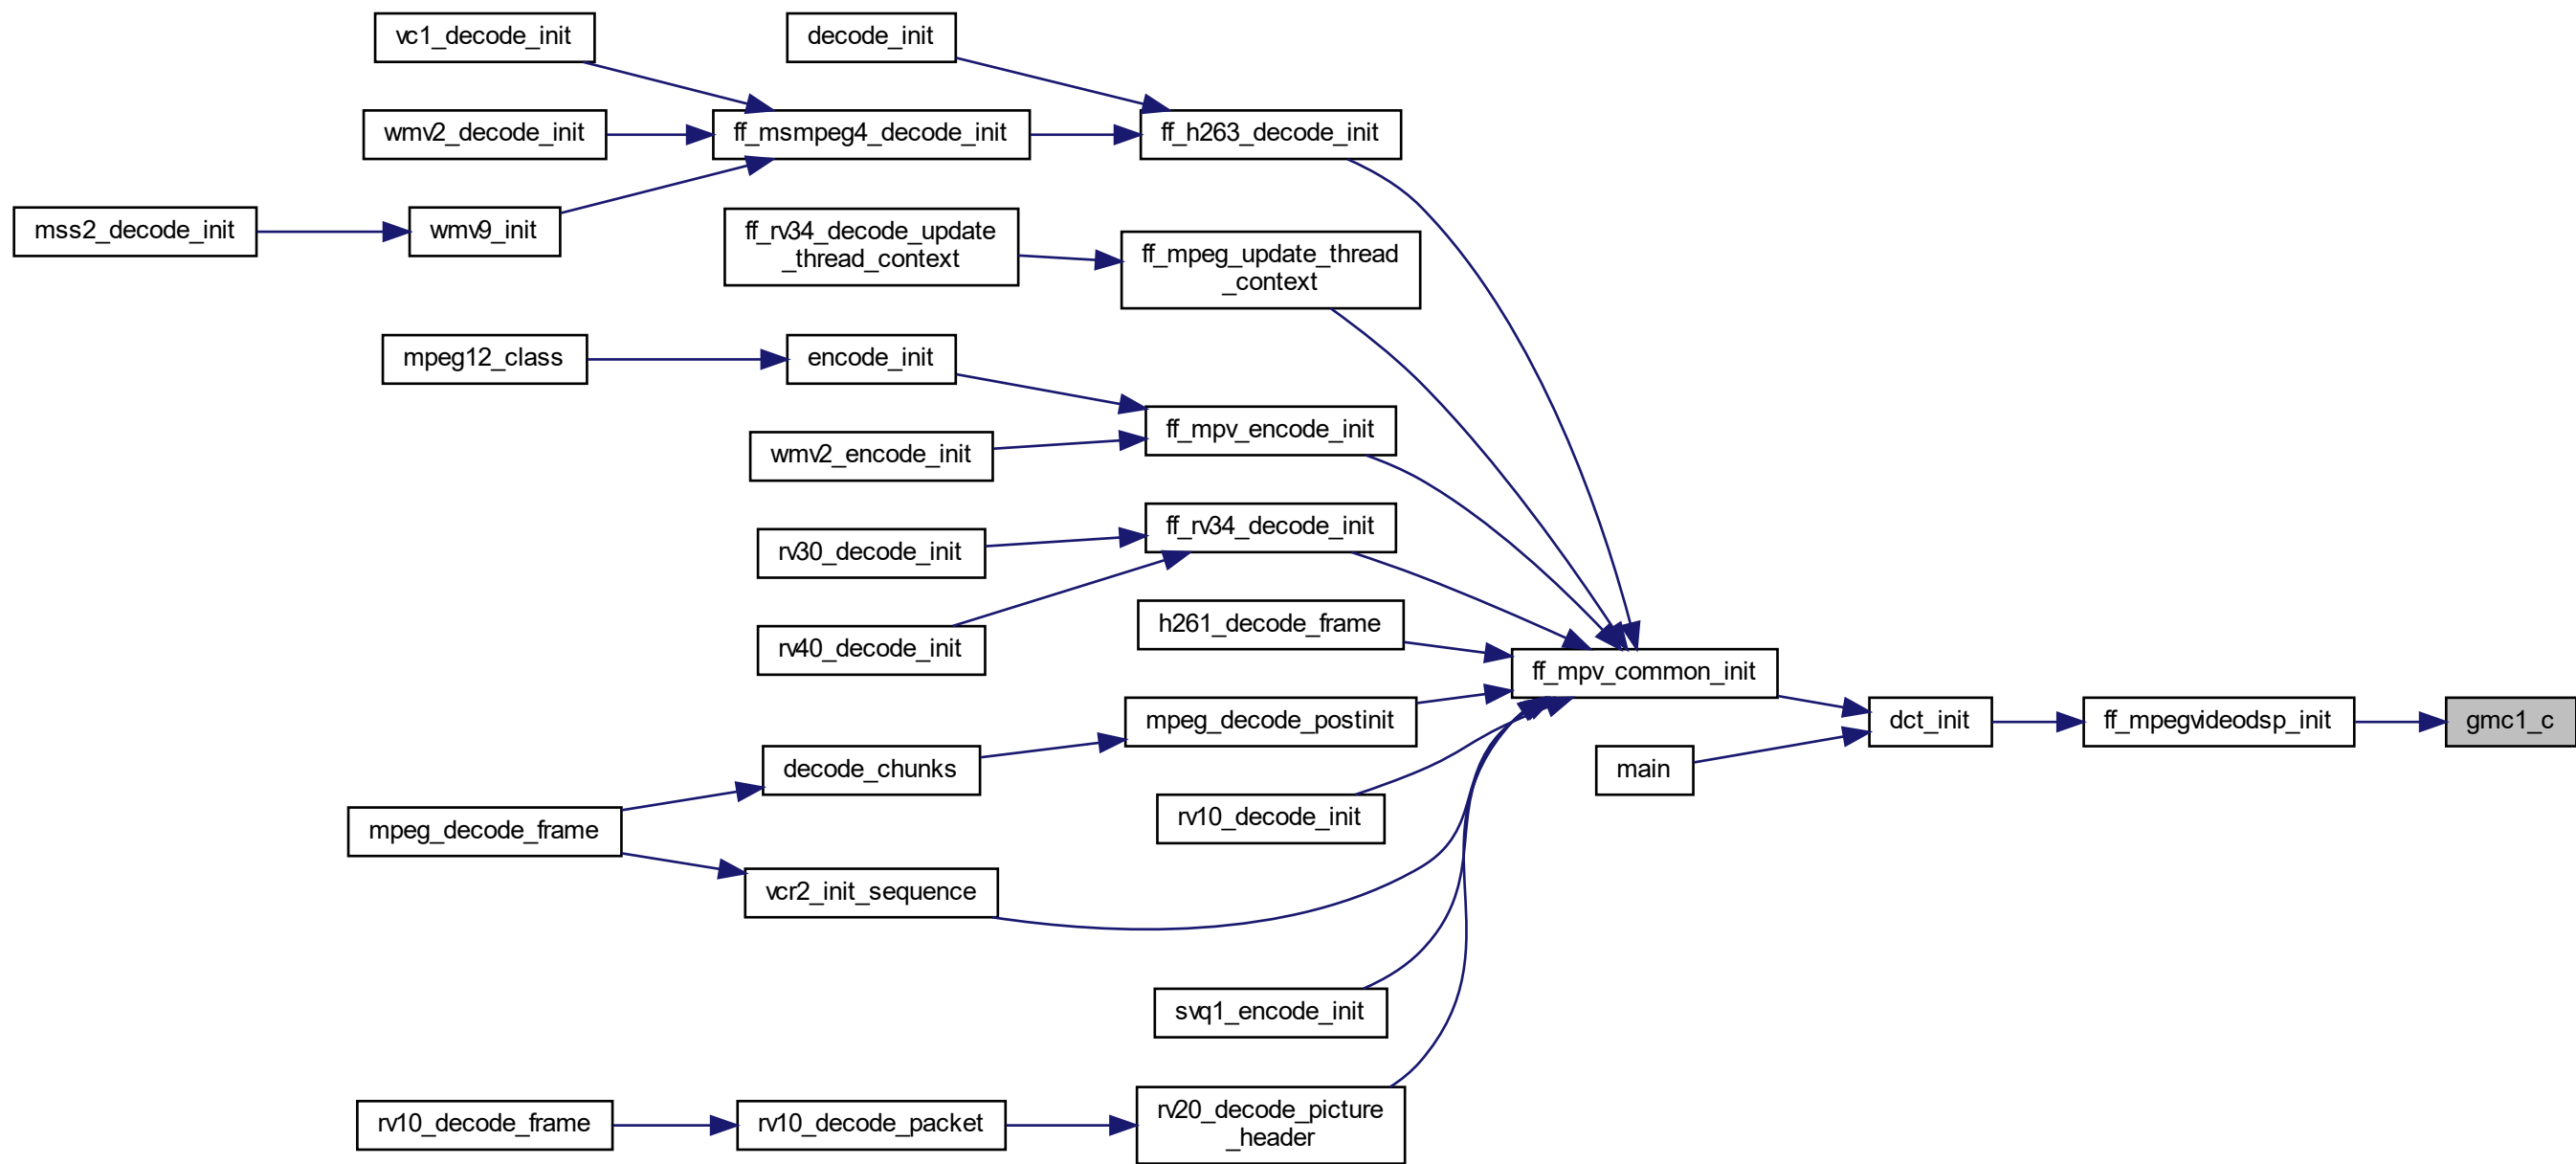 vc1_decode_init
decode_init
wmv2_decode_init
ff_msmpeg4_decode_init
ff_h263_decode_init
mss2_decode_init
wmv9_init
ff_rv34_decode_update
_thread_context
ff_mpeg_update_thread
_context
mpeg12_class
encode_init
ff_mpv_encode_init
wmv2_encode_init
ff_rv34_decode_init
rv30_decode_init
h261_decode_frame
rv40_decode_init
ff_mpv_common_init
mpeg_decode_postinit
dct_init
ff_mpegvideodsp_init
gmc1_c
decode_chunks
main
mpeg_decode_frame
rv10_decode_init
vcr2_init_sequence
svq1_encode_init
rv10_decode_frame
rv10_decode_packet
rv20_decode_picture
_header